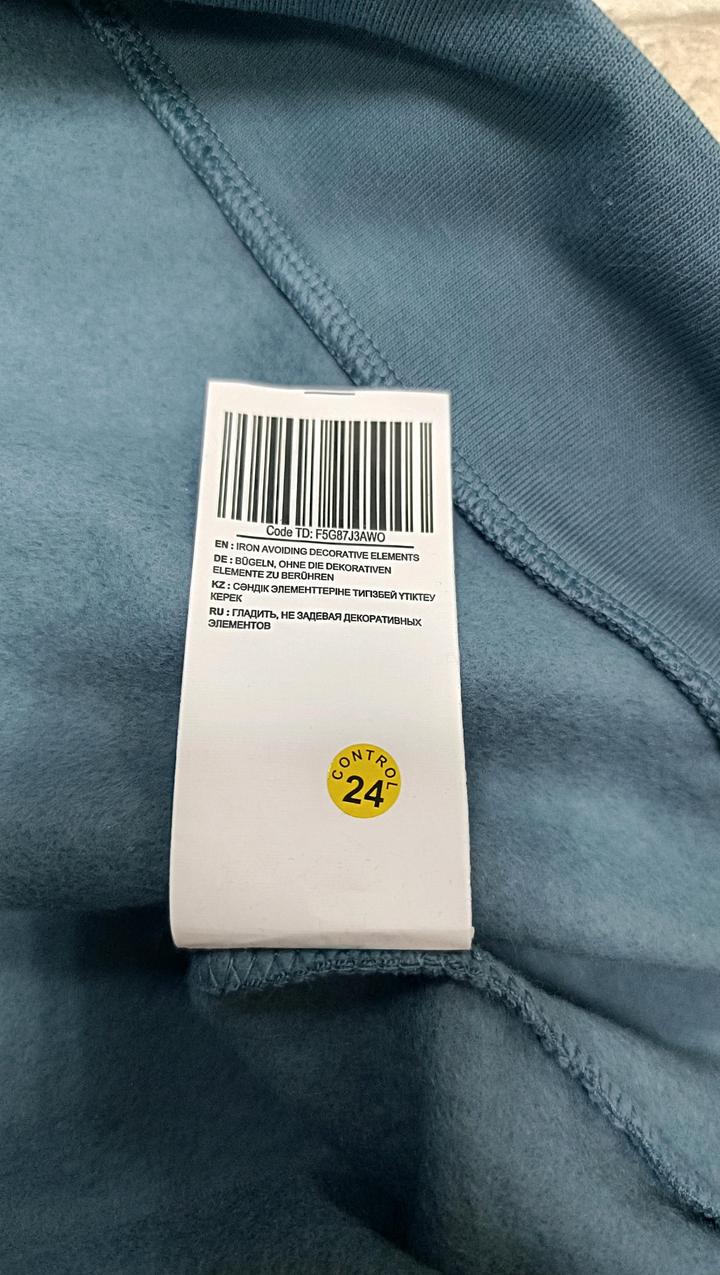 Code TD: F5G87J3AWO
EN : IRON AVOIDING DECORATIVE ELEMENTS
DE : BÜGELN, OHNE DIE DEKORATIVEN
ELEMENTE ZU BERÜHREN
KZ : СӘНДІК ЭЛЕМЕНТТЕРІНЕ ТИГІЗБЕЙ ҮТІКТЕУ
КЕРЕК
RU : ГЛАДИТЬ, НЕ ЗАДЕВАЯ ДЕКОРАТИВНЫХ
ЭЛЕМЕНТОВ
CONTROL
24